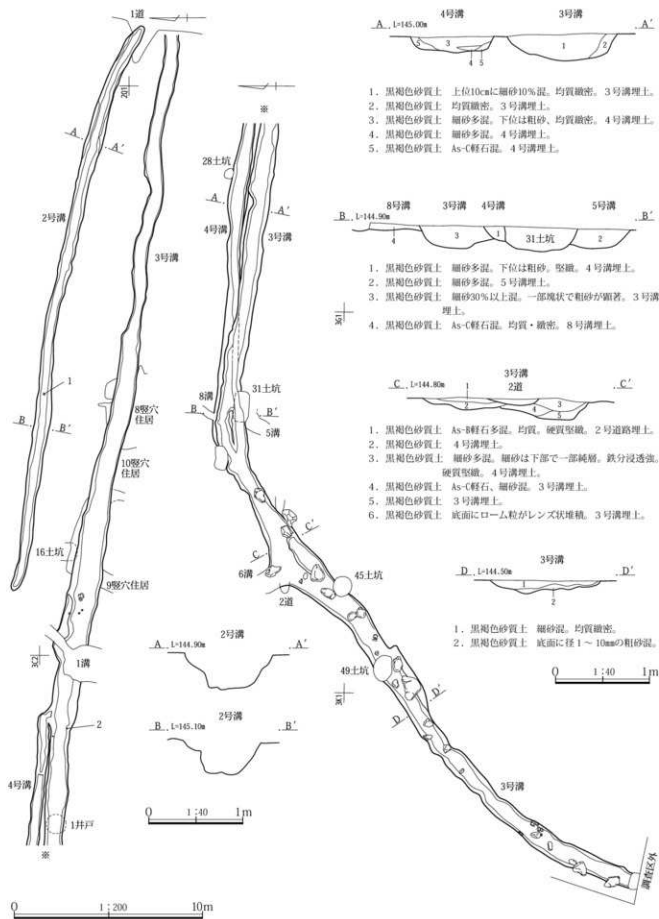 1道
201
A
A′
2号溝
3号溝
1
B
B′
8竪穴
住居
10竪穴
住居
16土坑
9竪穴住居
3C2
1溝
2
4号溝
1井戸
※
0 1:200 10m
※
28土坑
A
A′
4号溝
3号溝
31土坑
8溝
B
B′
5溝
C
C′
6溝
2道
45土坑
49土坑
D
D′
3号溝
調査区外
2号溝
A L=144.90m A′
2号溝
B L=145.10m B′
0 1:40 1m
4号溝 3号溝
A L=145.00m A′
5 3 1 2
4 5
1．黒褐色砂質土 上位10cmに細砂10％混。均質緻密。3号溝埋土。
2．黒褐色砂質土 均質緻密。3号溝埋土。
3．黒褐色砂質土 細砂多混。下位は粗砂、均質緻密。4号溝埋土。
4．黒褐色砂質土 細砂多混。4号溝埋土。
5．黒褐色砂質土 As-C軽石混。4号溝埋土。
8号溝 3号溝 4号溝 5号溝
B L=144.90m B′
4 3 1 31土坑 2
1．黒褐色砂質土 細砂多混。下位は粗砂。堅緻。4号溝埋土。
2．黒褐色砂質土 細砂多混。5号溝埋土。
3．黒褐色砂質土 細砂30％以上混。一部塊状で粗砂が顕著。3号溝
埋土。
4．黒褐色砂質土 As-C軽石混。均質・緻密。8号溝埋土。
3号溝
2道
C L=144.80m C′
1 2 3 4 5
1．黒褐色砂質土 As-B軽石多混。均質。硬質堅緻。2号道路埋土。
2．黒褐色砂質土 4号溝埋土。
3．黒褐色砂質土 細砂多混。細砂は下部で一部純層。鉄分浸透強。
硬質堅緻。4号溝埋土。
4．黒褐色砂質土 As-C軽石、細砂混。3号溝埋土。
5．黒褐色砂質土 3号溝埋土。
6．黒褐色砂質土 底面にローム粒がレンズ状堆積。3号溝埋土。
3号溝
D L=144.50m D′
1
2
1．黒褐色砂質土 細砂混。均質緻密。
2．黒褐色砂質土 底面に径1～10mmの粗砂混。
0 1:40 1m